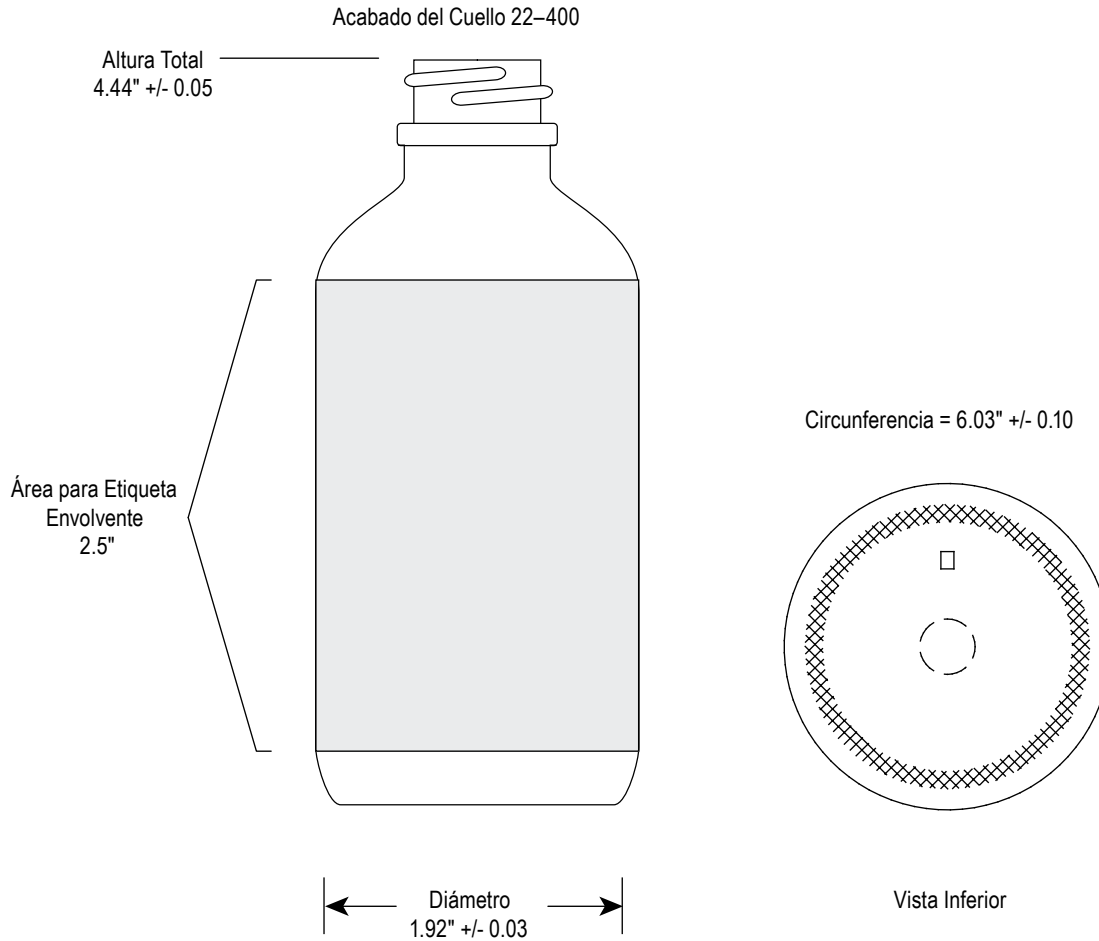 Acabado del Cuello 22–400
Altura Total
4.44" +/- 0.05
Circunferencia = 6.03" +/- 0.10
Área para Etiqueta
Envolvente
2.5"
Diámetro
1.92" +/- 0.03
Vista Inferior